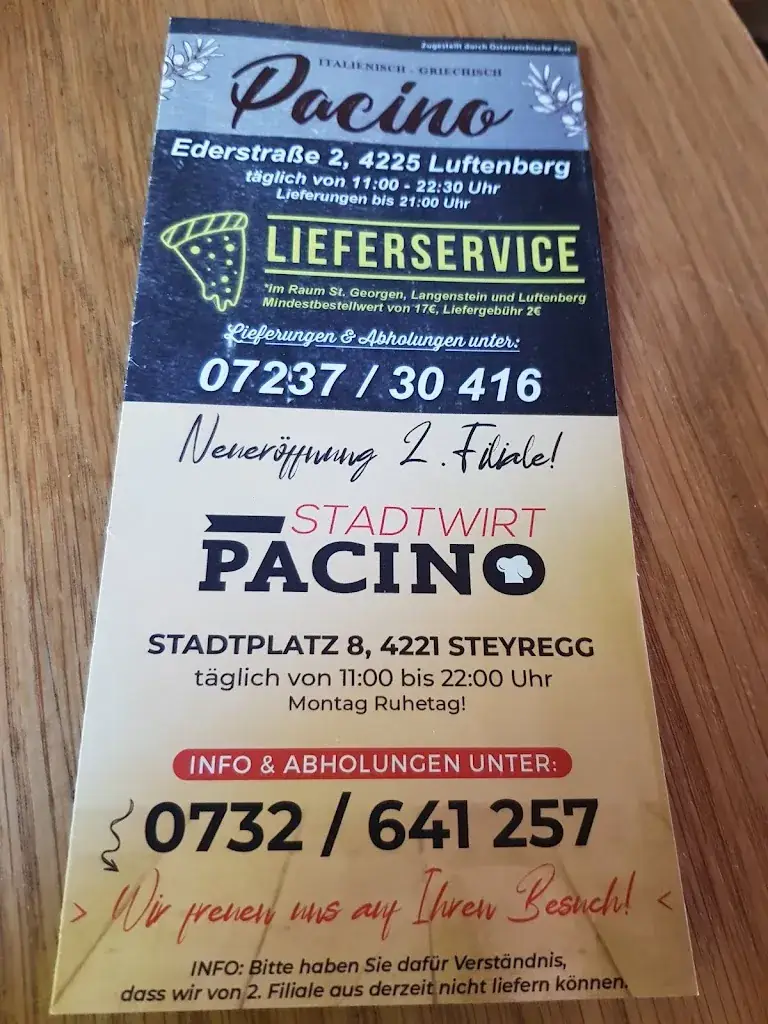 Zugestellt durch Österreichische Post
ITALIENISCH - GRIECHISCH
Pacino
Ederstraße 2, 4225 Luftenberg
täglich von 11:00 - 22:30 Uhr
Lieferungen bis 21:00 Uhr
LIEFERSERVICE
*Im Raum St. Georgen, Langenstein und Luftenberg
Mindestbestellwert von 17€, Liefergebühr 2€
Lieferungen & Abholungen unter:
07237 / 30 416
Neueröffnung 2. Filiale!
STADTWIRT
PACINO
STADTPLATZ 8, 4221 STEYREGG
täglich von 11:00 bis 22:00 Uhr
Montag Ruhetag!
INFO & ABHOLUNGEN UNTER:
0732 / 641 257
> Wir freuen uns auf Ihren Besuch! <
INFO: Bitte haben Sie dafür Verständnis,
dass wir von 2. Filiale aus derzeit nicht liefern können.